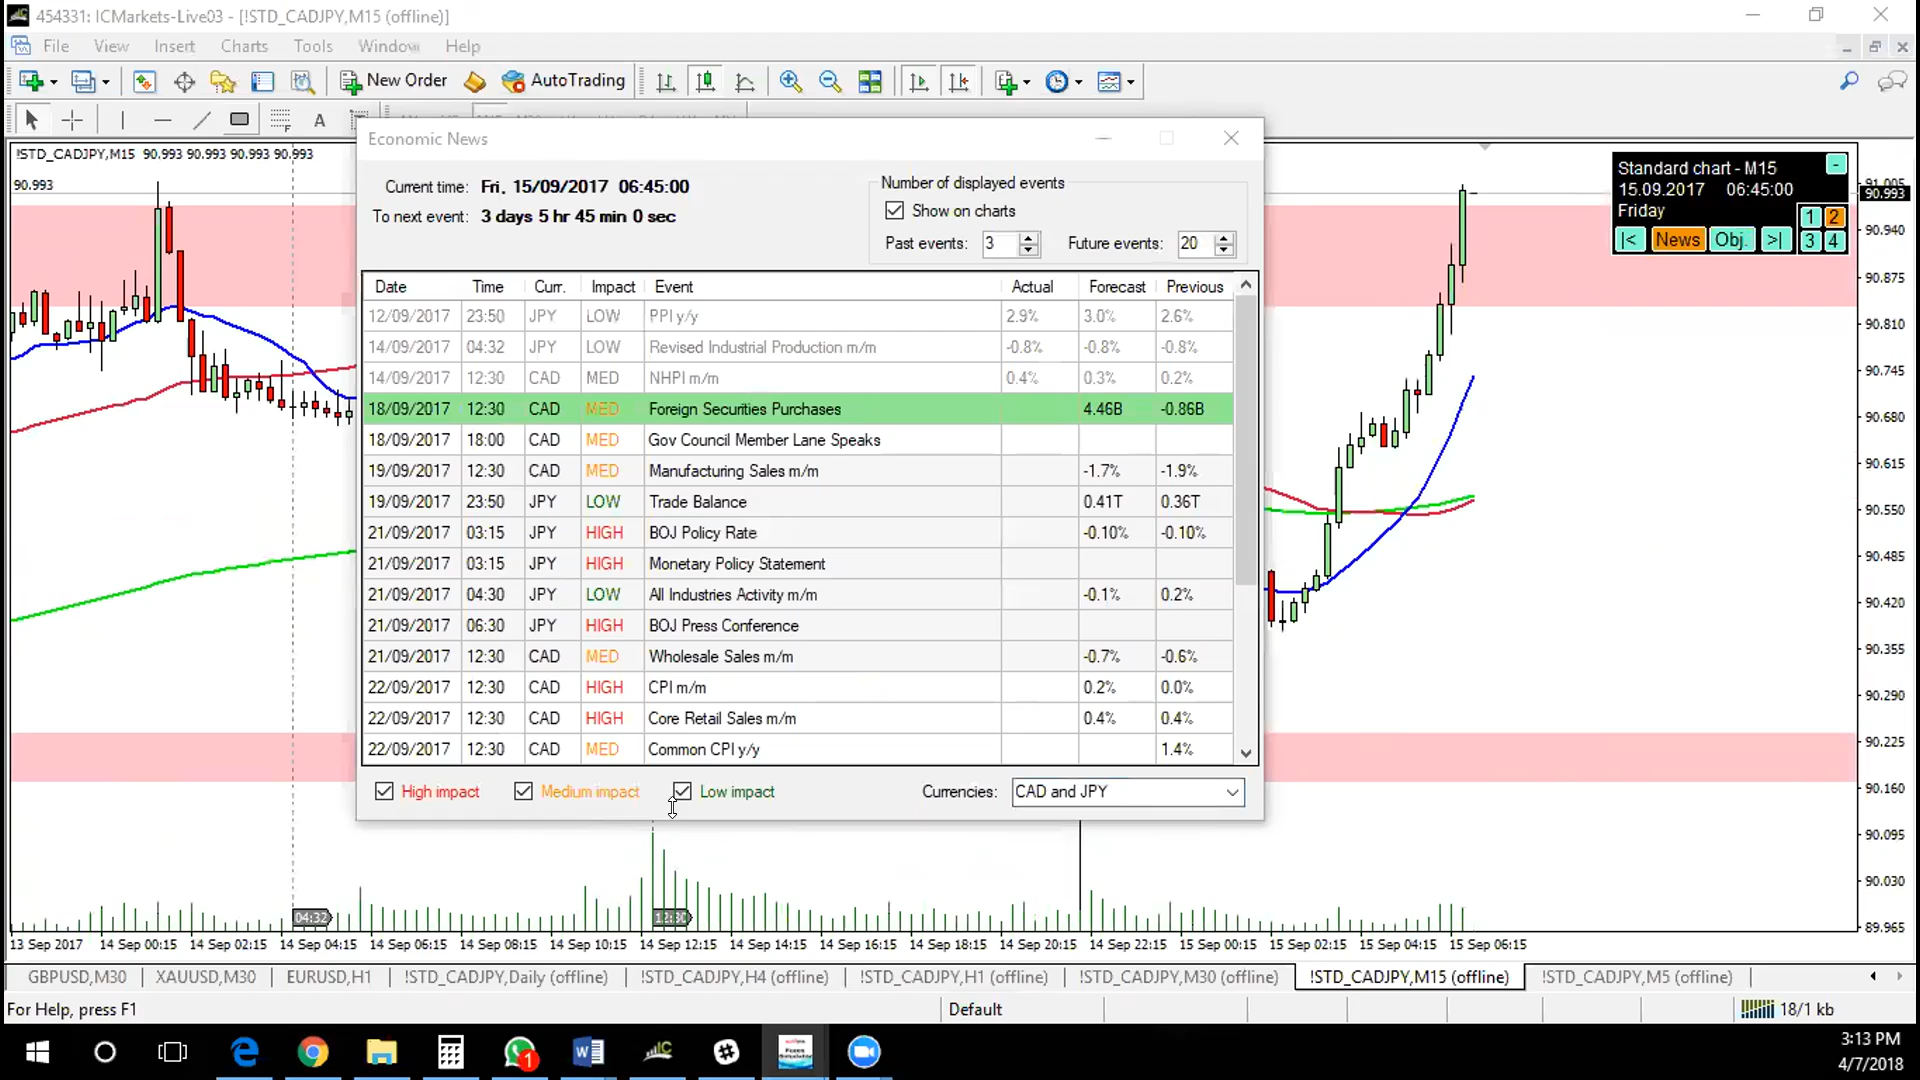 454331: ICMarkets-Live03 - [!STD_CADJPY,M15 (offline)]
File View Insert Charts Tools Window Help
New Order AutoTrading
A
!STD_CADJPY,M15 90.993 90.993 90.993 90.993
90.993
Economic News
Current time: Fri, 15/09/2017 06:45:00
To next event: 3 days 5 hr 45 min 0 sec
Number of displayed events
Show on charts
Past events: 3 Future events: 20
Date Time Curr. Impact Event Actual Forecast Previous
12/09/2017 23:50 JPY LOW PPI y/y 2.9% 3.0% 2.6%
14/09/2017 04:32 JPY LOW Revised Industrial Production m/m -0.8% -0.8% -0.8%
14/09/2017 12:30 CAD MED NHPI m/m 0.4% 0.3% 0.2%
18/09/2017 12:30 CAD MED Foreign Securities Purchases 4.46B -0.86B
18/09/2017 18:00 CAD MED Gov Council Member Lane Speaks
19/09/2017 12:30 CAD MED Manufacturing Sales m/m -1.7% -1.9%
19/09/2017 23:50 JPY LOW Trade Balance 0.41T 0.36T
21/09/2017 03:15 JPY HIGH BOJ Policy Rate -0.10% -0.10%
21/09/2017 03:15 JPY HIGH Monetary Policy Statement
21/09/2017 04:30 JPY LOW All Industries Activity m/m -0.1% 0.2%
21/09/2017 06:30 JPY HIGH BOJ Press Conference
21/09/2017 12:30 CAD MED Wholesale Sales m/m -0.7% -0.6%
22/09/2017 12:30 CAD HIGH CPI m/m 0.2% 0.0%
22/09/2017 12:30 CAD HIGH Core Retail Sales m/m 0.4% 0.4%
22/09/2017 12:30 CAD MED Common CPI y/y 1.4%
High impact Medium impact Low impact Currencies: CAD and JPY
Standard chart - M15 -
15.09.2017 06:45:00
Friday 1 2
|< News Obj. >| 3 4
91.005
90.993
90.940
90.875
90.810
90.745
90.680
90.615
90.550
90.485
90.420
90.355
90.290
90.225
90.160
90.095
90.030
89.965
04:32 12:30
13 Sep 2017 14 Sep 00:15 14 Sep 02:15 14 Sep 04:15 14 Sep 06:15 14 Sep 08:15 14 Sep 10:15 14 Sep 12:15 14 Sep 14:15 14 Sep 16:15 14 Sep 18:15 14 Sep 20:15 14 Sep 22:15 15 Sep 00:15 15 Sep 02:15 15 Sep 04:15 15 Sep 06:15
GBPUSD,M30 XAUUSD,M30 EURUSD,H1 !STD_CADJPY,Daily (offline) !STD_CADJPY,H4 (offline) !STD_CADJPY,H1 (offline) !STD_CADJPY,M30 (offline) !STD_CADJPY,M15 (offline) !STD_CADJPY,M5 (offline)
For Help, press F1 Default 18/1 kb
1
3:13 PM
4/7/2018